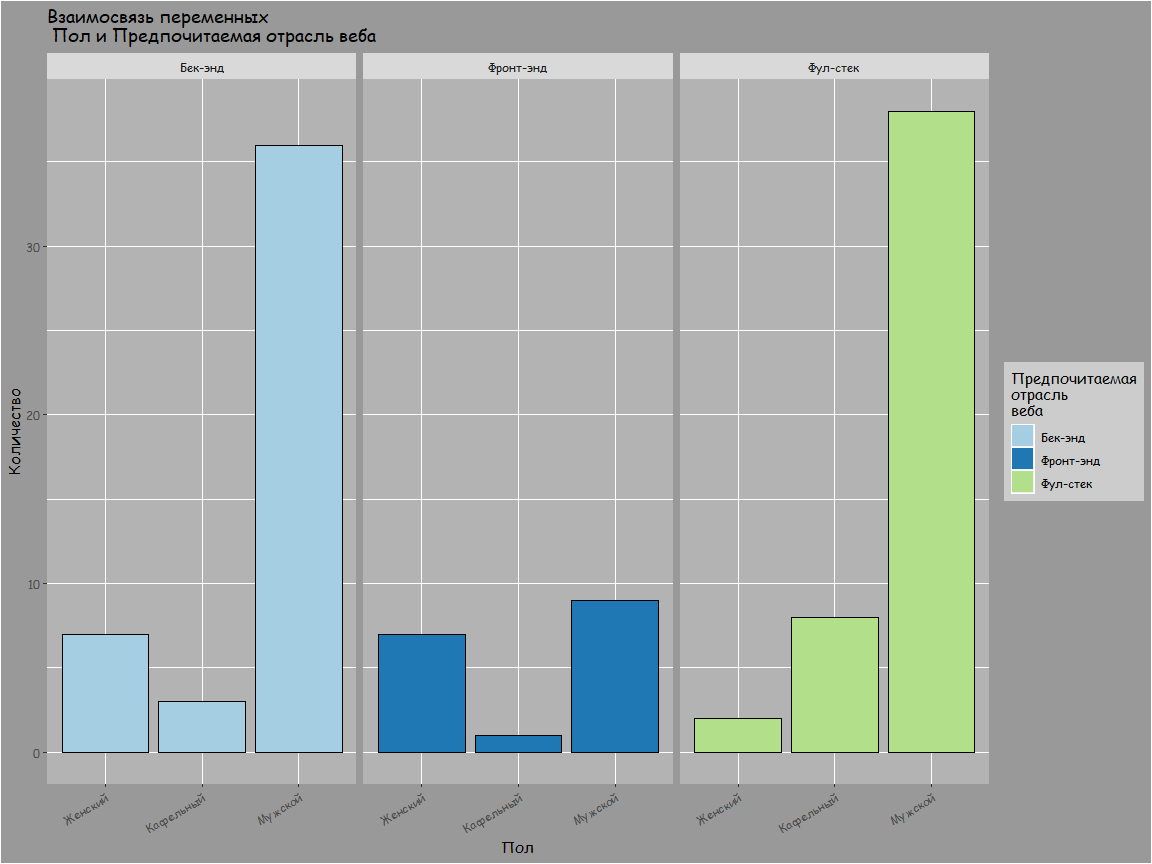 Взаимосвязь переменных
Пол и Предпочитаемая отрасль веба
Бек-энд
Фронт-энд
Фул-стек
Количество
30
20
10
0
Женский
Кафельный
Мужской
Женский
Кафельный
Мужской
Женский
Кафельный
Мужской
Пол
Предпочитаемая
отрасль
веба
Бек-энд
Фронт-энд
Фул-стек